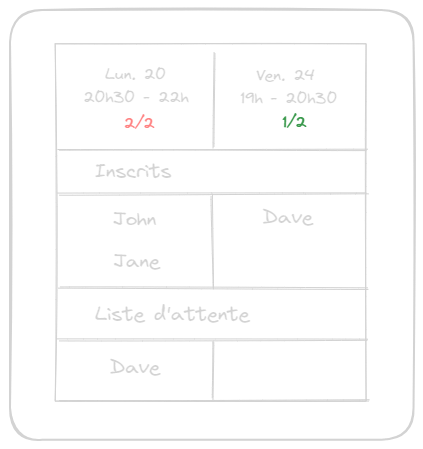 Lun. 20
20h30 - 22h
2/2
Ven. 24
19h - 20h30
1/2
Inscrits
John
Dave
Jane
Liste d'attente
Dave